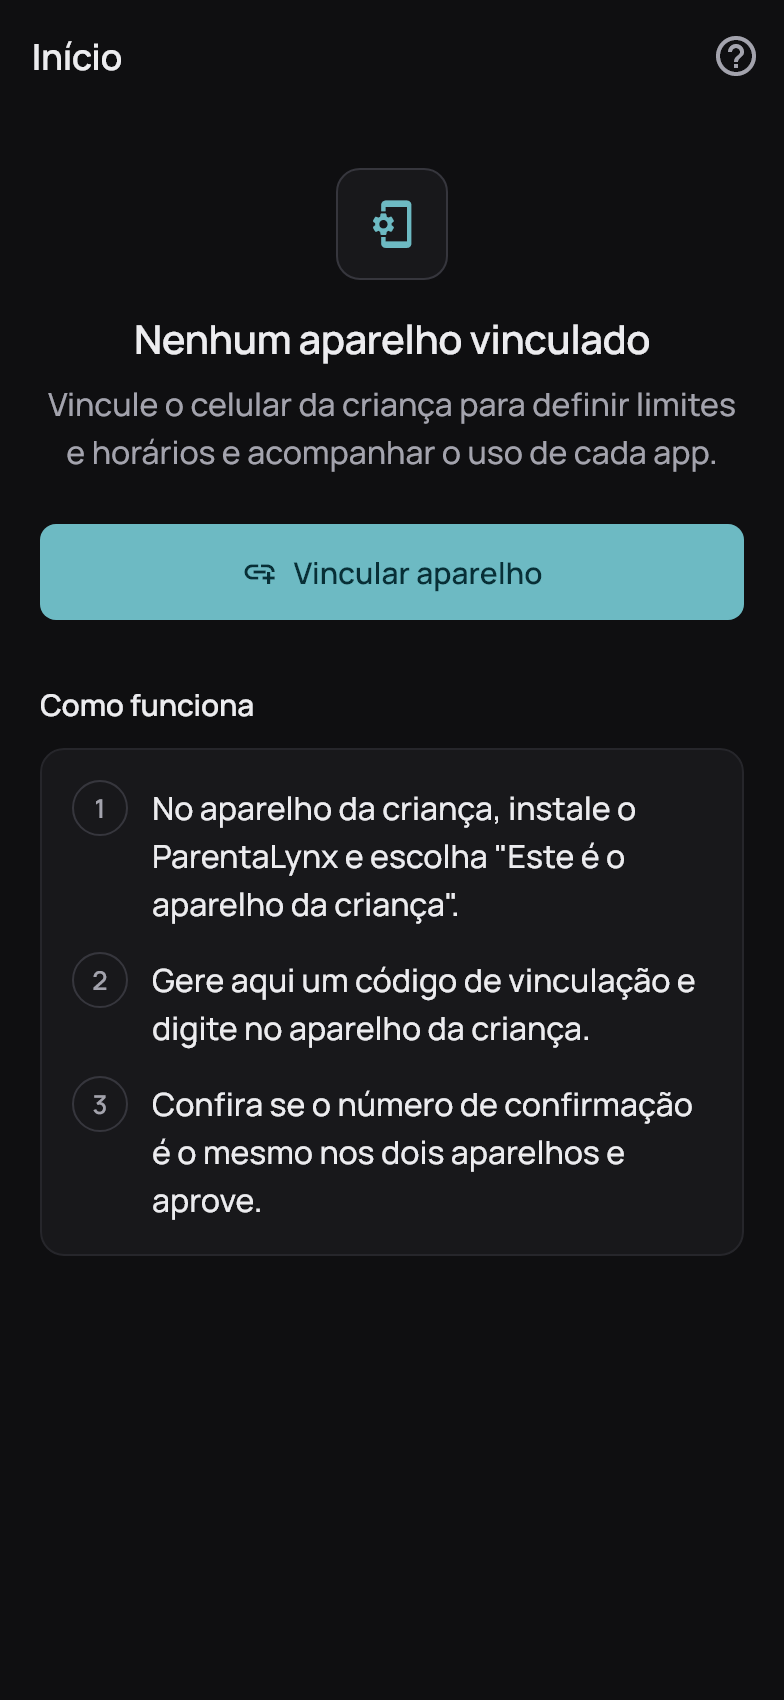 Início
Nenhum aparelho vinculado
Vincule o celular da criança para definir limites
e horários e acompanhar o uso de cada app.
Vincular aparelho
Como funciona
1
No aparelho da criança, instale o
ParentaLynx e escolha "Este é o
aparelho da criança".
2
Gere aqui um código de vinculação e
digite no aparelho da criança.
3
Confira se o número de confirmação
é o mesmo nos dois aparelhos e
aprove.